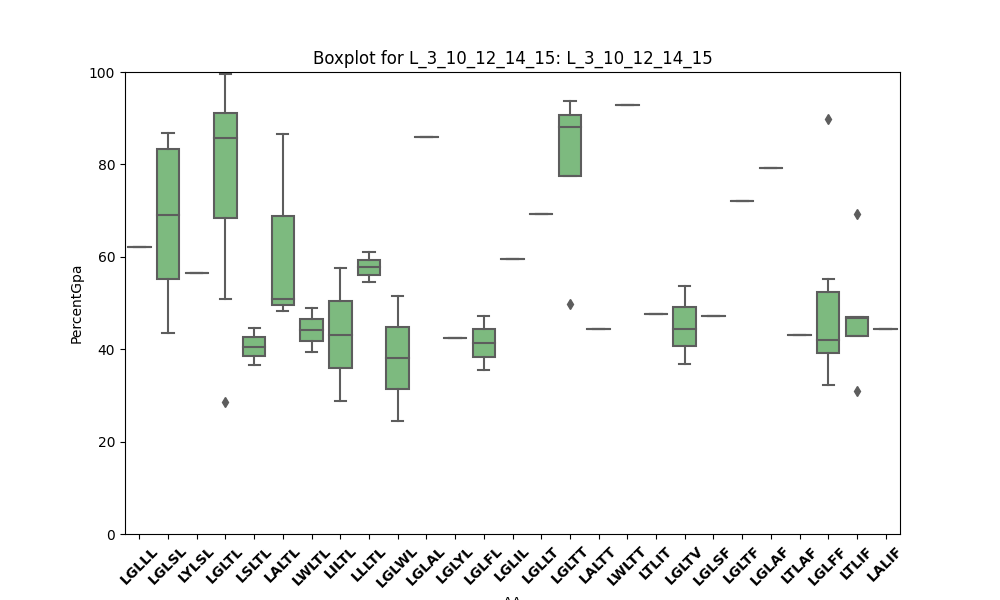 Boxplot for L_3_10_12_14_15: L_3_10_12_14_15
PercentGpa
100
80
60
40
20
0
LGLLL LGLSL LYLSL LGLTL LSLTL LALTL LWLTL LILTL LLLTL LGLWL LGLAL LGLYL LGLFL LGLIL LGLLT LGLTT LALTT LWLTT LTLIT LGLTV LGLSF LGLTF LGLAF LTLAF LGLFF LTLIF LALIF